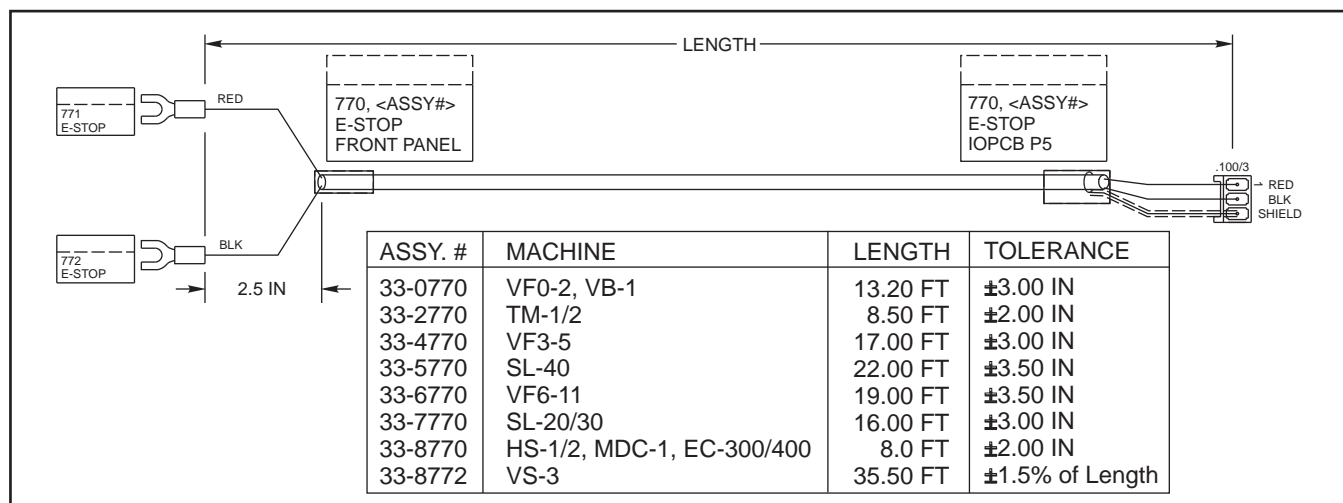 LENGTH
771
E-STOP
RED
770, <ASSY#>
E-STOP
FRONT PANEL
770, <ASSY#>
E-STOP
IOPCB P5
.100/3
1 RED
BLK
SHIELD
772
E-STOP
BLK
2.5 IN
ASSY. # MACHINE LENGTH TOLERANCE
33-0770 VF0-2, VB-1 13.20 FT ±3.00 IN
33-2770 TM-1/2 8.50 FT ±2.00 IN
33-4770 VF3-5 17.00 FT ±3.00 IN
33-5770 SL-40 22.00 FT ±3.50 IN
33-6770 VF6-11 19.00 FT ±3.50 IN
33-7770 SL-20/30 16.00 FT ±3.00 IN
33-8770 HS-1/2, MDC-1, EC-300/400 8.0 FT ±2.00 IN
33-8772 VS-3 35.50 FT ±1.5% of Length